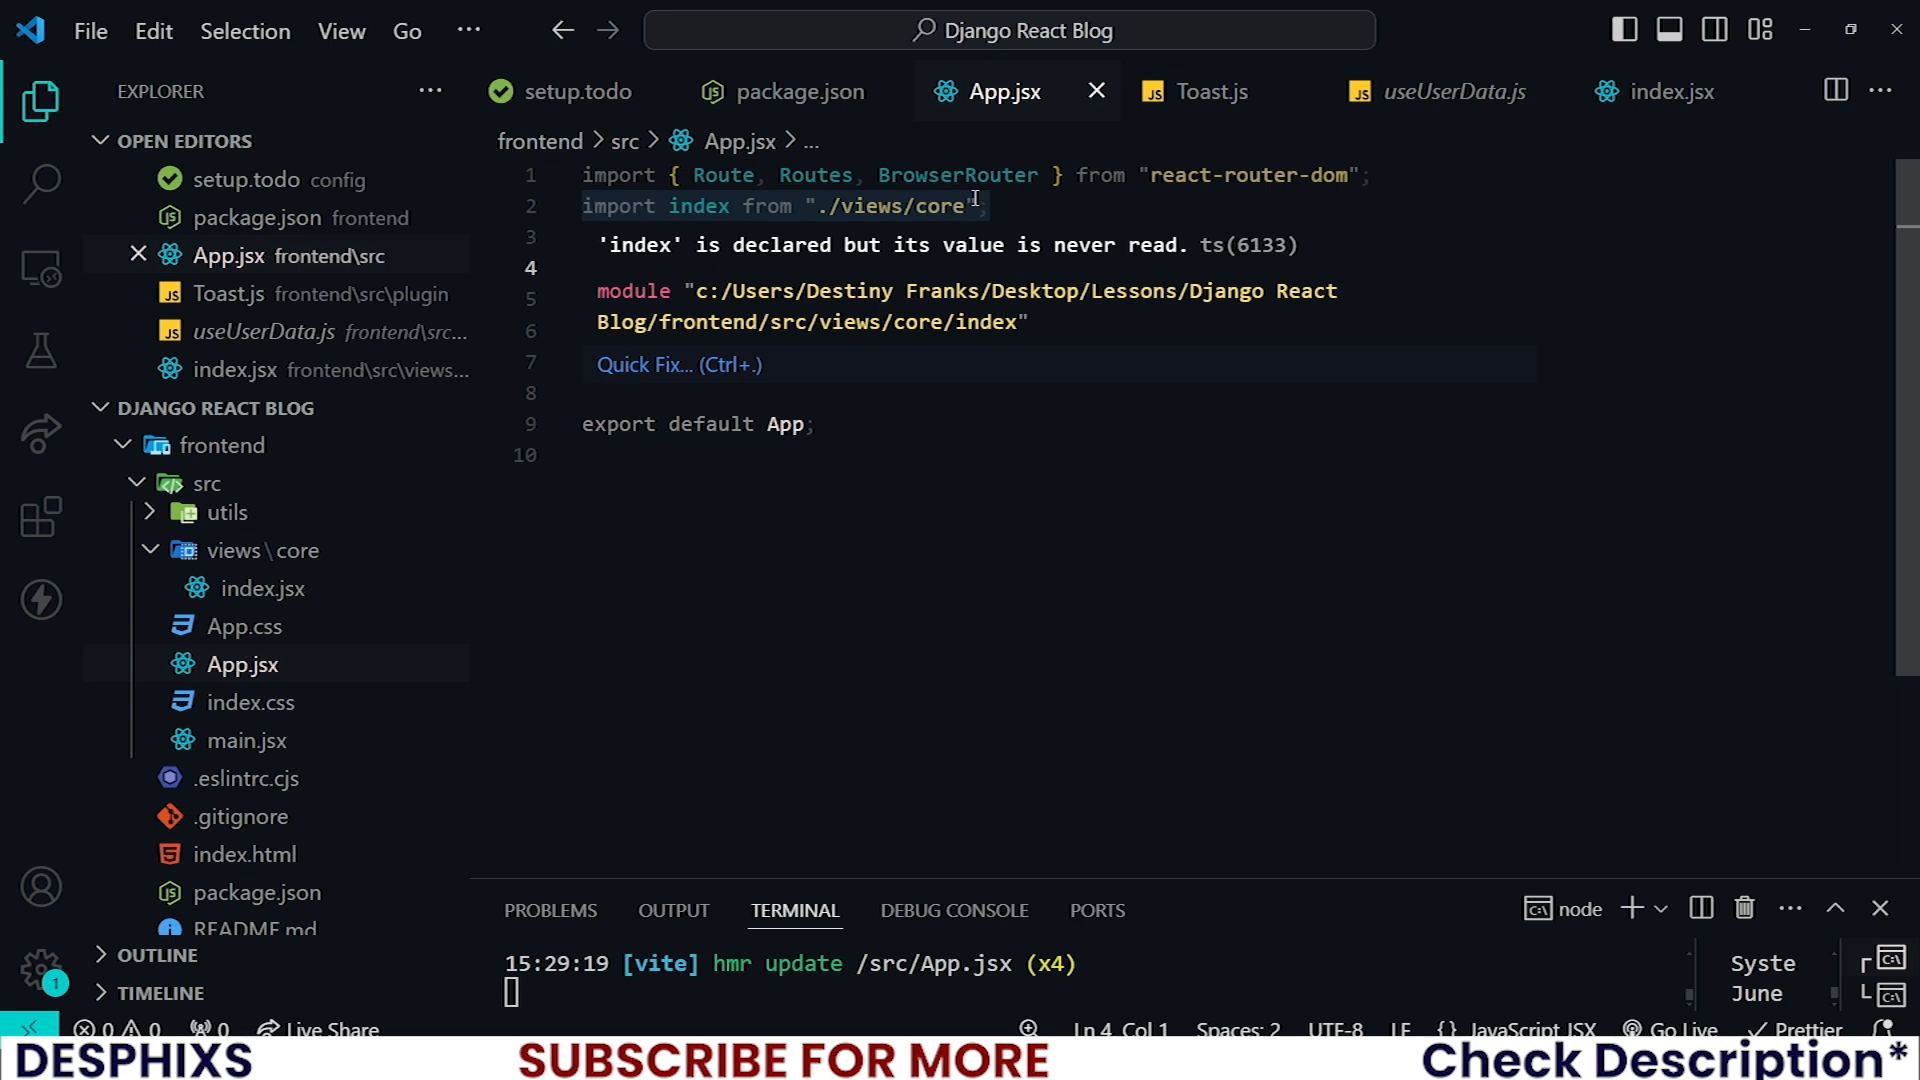 File Edit Selection View Go ··· Django React Blog
EXPLORER ···
setup.todo package.json App.jsx Toast.js useUserData.js index.jsx ···
OPEN EDITORS
setup.todo config
package.json frontend
App.jsx frontend\src
Toast.js frontend\src\plugin
useUserData.js frontend\src...
index.jsx frontend\src\views...
DJANGO REACT BLOG
frontend
src
utils
views\core
index.jsx
App.css
App.jsx
index.css
main.jsx
.eslintrc.cjs
.gitignore
index.html
package.json
README.md
OUTLINE
TIMELINE
frontend > src > App.jsx > ...
1 import { Route, Routes, BrowserRouter } from "react-router-dom";
2 import index from "./views/core";
3 'index' is declared but its value is never read. ts(6133)
4
5 module "c:/Users/Destiny Franks/Desktop/Lessons/Django React
6 Blog/frontend/src/views/core/index"
7 Quick Fix... (Ctrl+.)
8
9 export default App;
10
PROBLEMS OUTPUT TERMINAL DEBUG CONSOLE PORTS node ···
15:29:19 [vite] hmr update /src/App.jsx (x4)
Syste
June
1
0 0 0 Live Share Ln 4, Col 1 Spaces: 2 UTF-8 LF {} JavaScript JSX Go Live Prettier
DESPHIXS SUBSCRIBE FOR MORE Check Description*